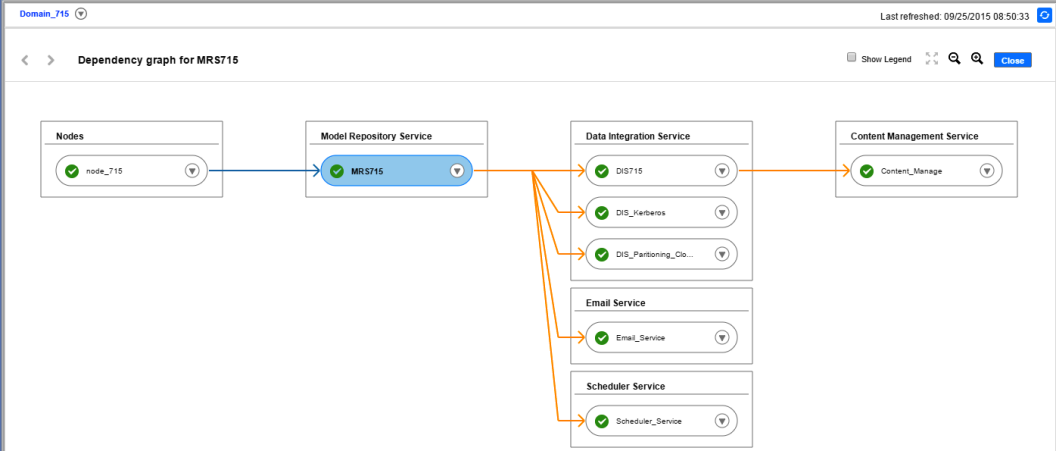 Domain_715
Last refreshed: 09/25/2015 08:50:33
Dependency graph for MRS715
Show Legend
Close
Nodes
node_715
Model Repository Service
MRS715
Data Integration Service
DIS715
DIS_Kerberos
DIS_Paritioning_Clo...
Email Service
Email_Service
Scheduler Service
Scheduler_Service
Content Management Service
Content_Manage